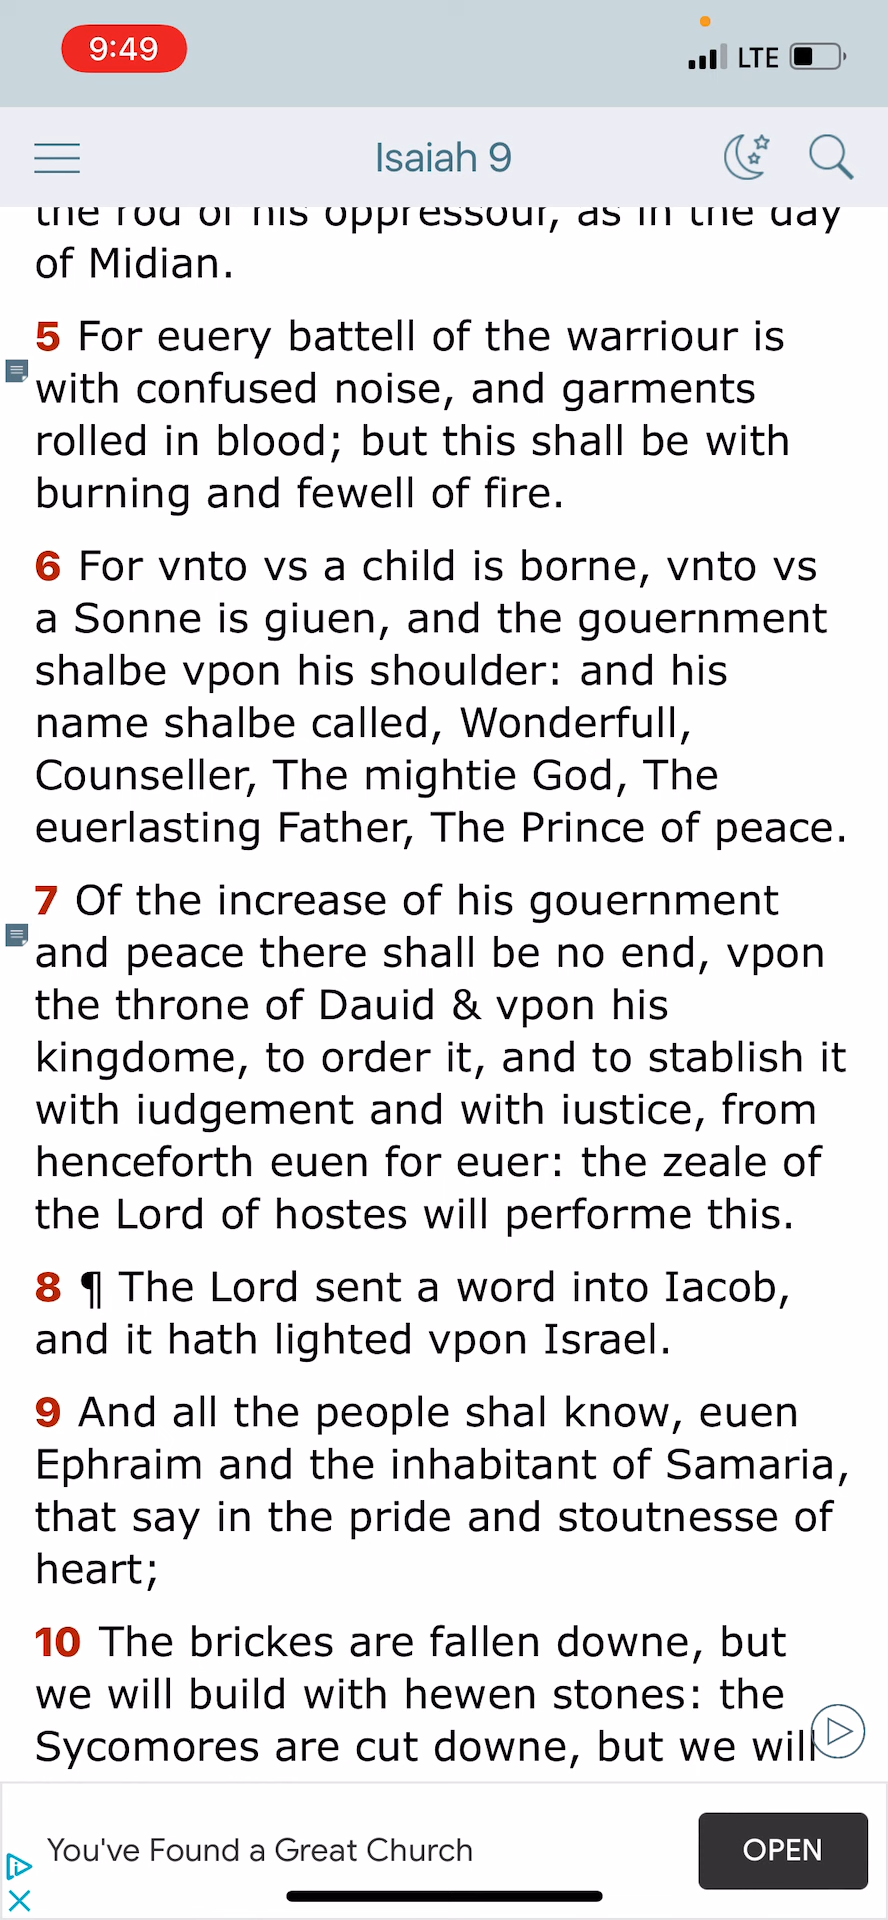 9:49
LTE
Isaiah 9
the rod of his oppressour, as in the day
of Midian.
5 For euery battell of the warriour is
with confused noise, and garments
rolled in blood; but this shall be with
burning and fewell of fire.
6 For vnto vs a child is borne, vnto vs
a Sonne is giuen, and the gouernment
shalbe vpon his shoulder: and his
name shalbe called, Wonderfull,
Counseller, The mightie God, The
euerlasting Father, The Prince of peace.
7 Of the increase of his gouernment
and peace there shall be no end, vpon
the throne of Dauid & vpon his
kingdome, to order it, and to stablish it
with iudgement and with iustice, from
henceforth euen for euer: the zeale of
the Lord of hostes will performe this.
8 ¶ The Lord sent a word into Iacob,
and it hath lighted vpon Israel.
9 And all the people shal know, euen
Ephraim and the inhabitant of Samaria,
that say in the pride and stoutnesse of
heart;
10 The brickes are fallen downe, but
we will build with hewen stones: the
Sycomores are cut downe, but we will
You've Found a Great Church
OPEN